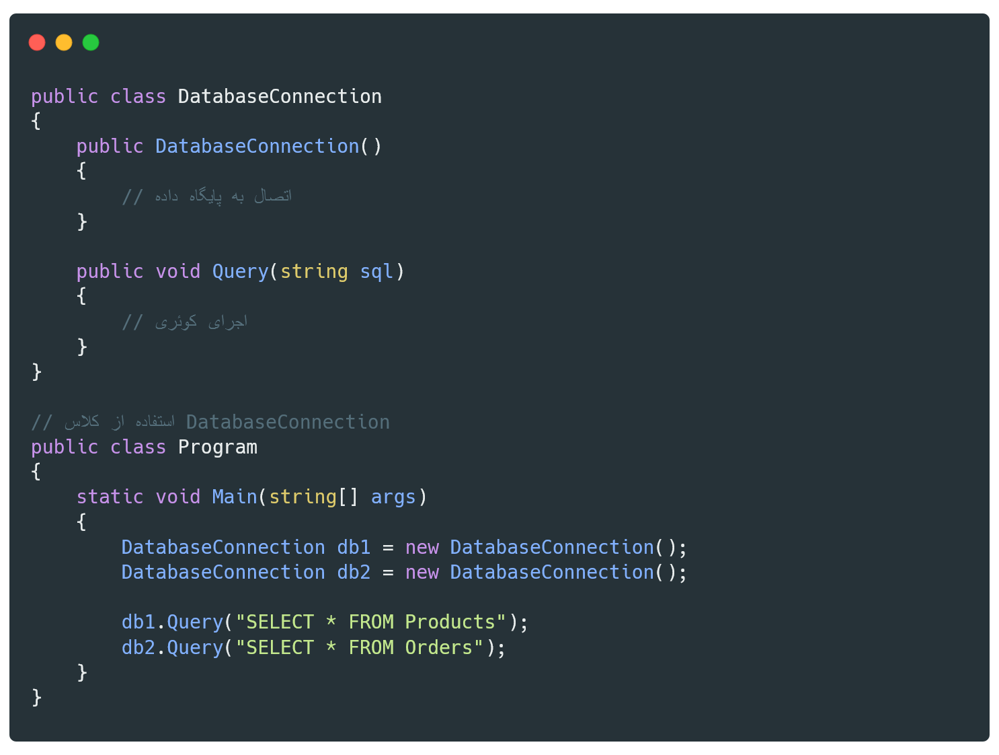 public class DatabaseConnection
{
    public DatabaseConnection()
    {
        // اتصال به پایگاه داده
    }

    public void Query(string sql)
    {
        // اجرای کوئری
    }
}

// استفاده از کلاس DatabaseConnection
public class Program
{
    static void Main(string[] args)
    {
        DatabaseConnection db1 = new DatabaseConnection();
        DatabaseConnection db2 = new DatabaseConnection();

        db1.Query("SELECT * FROM Products");
        db2.Query("SELECT * FROM Orders");
    }
}